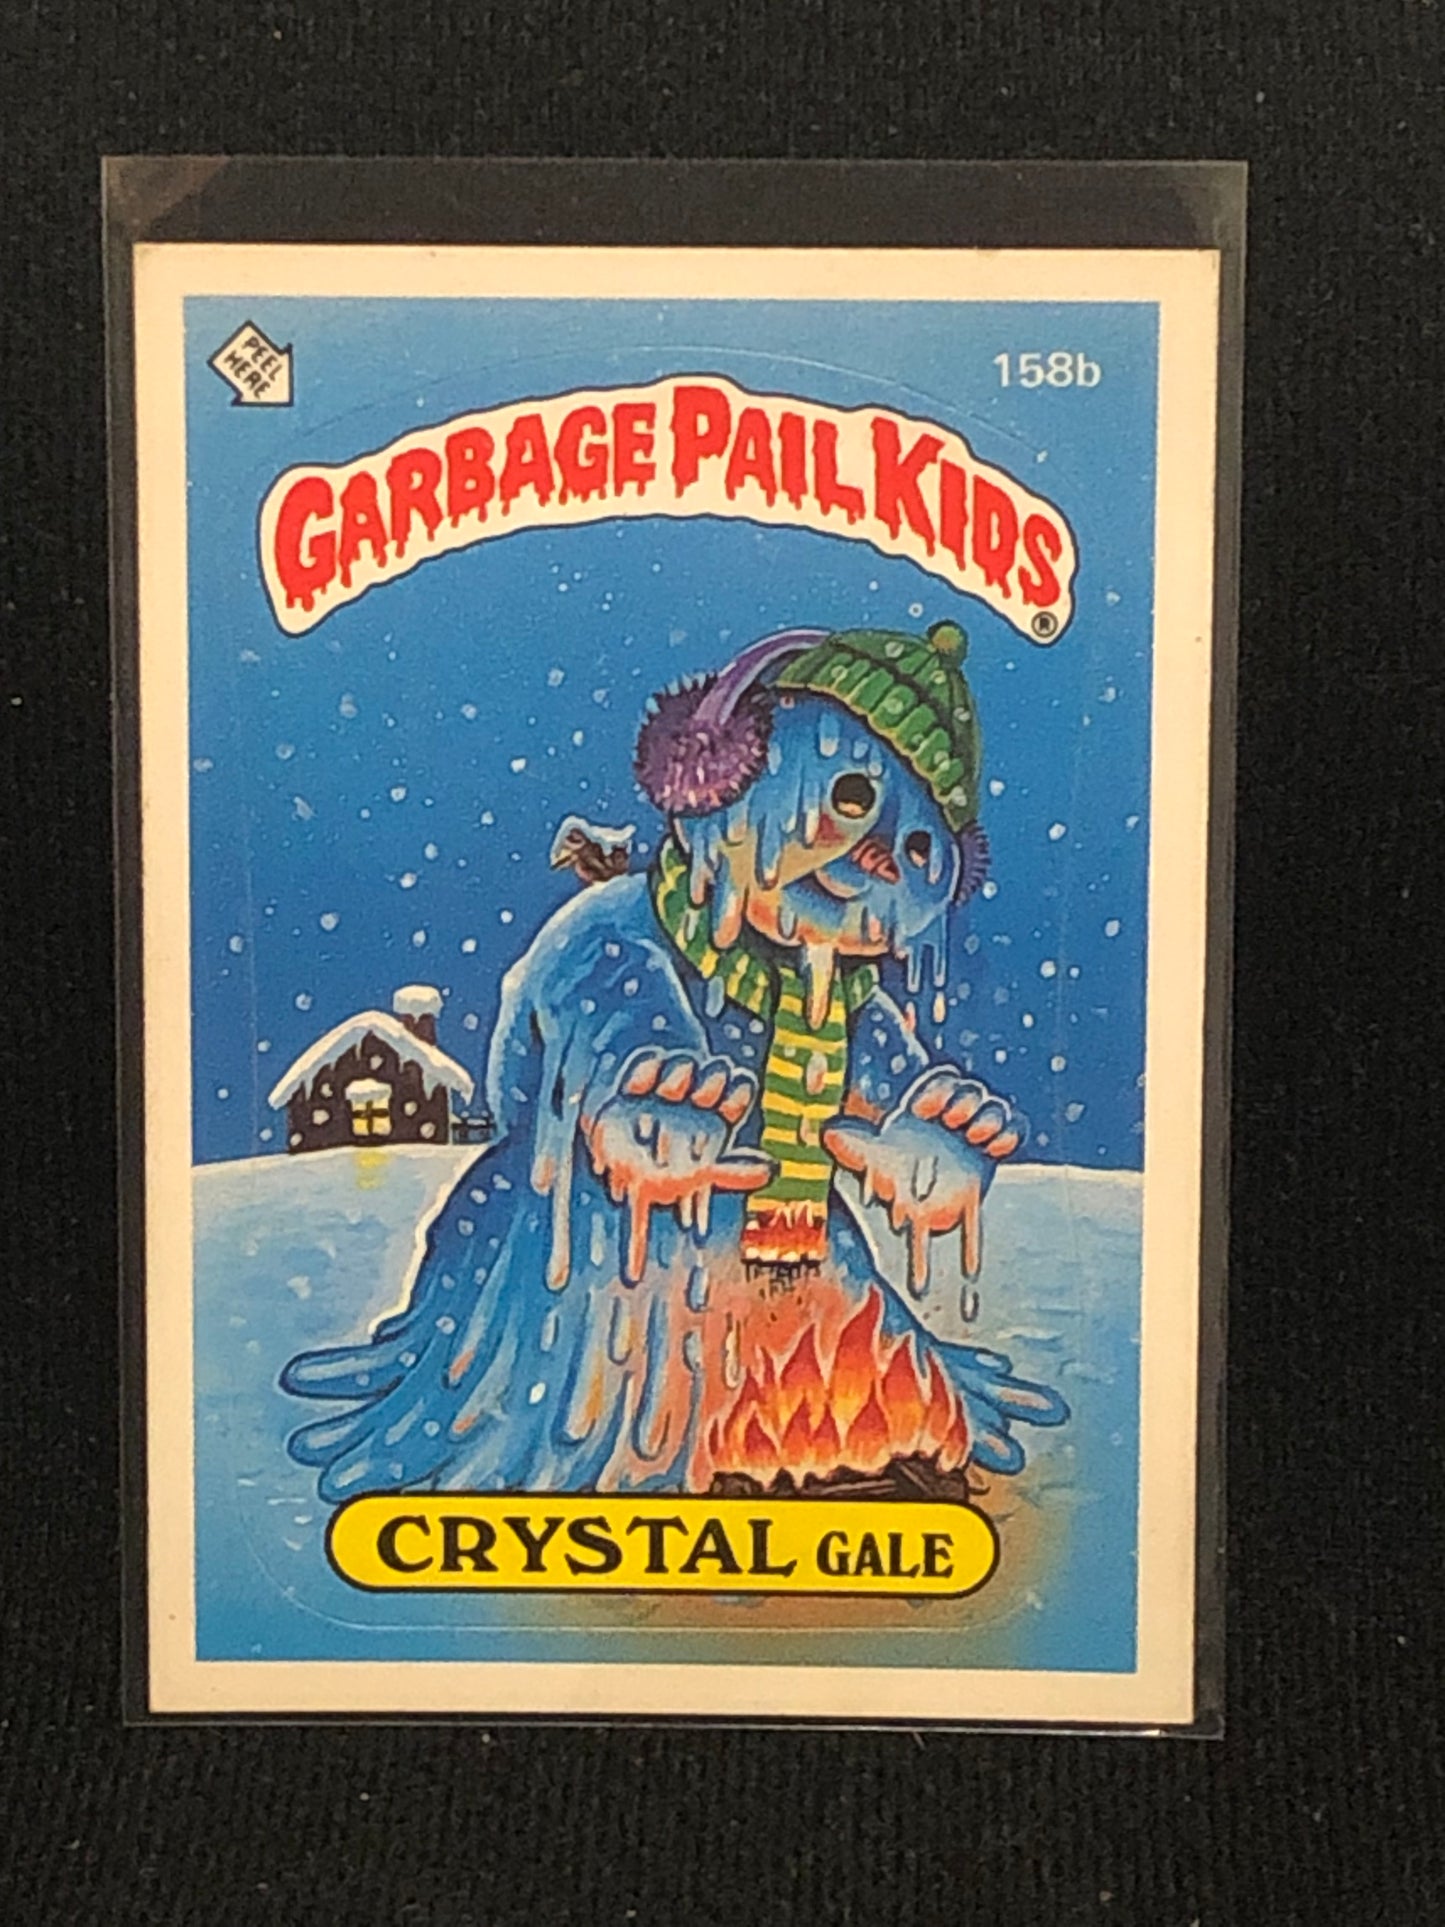 PEEL
HERE
158b
GARBAGE PAIL KIDS
®
CRYSTAL GALE